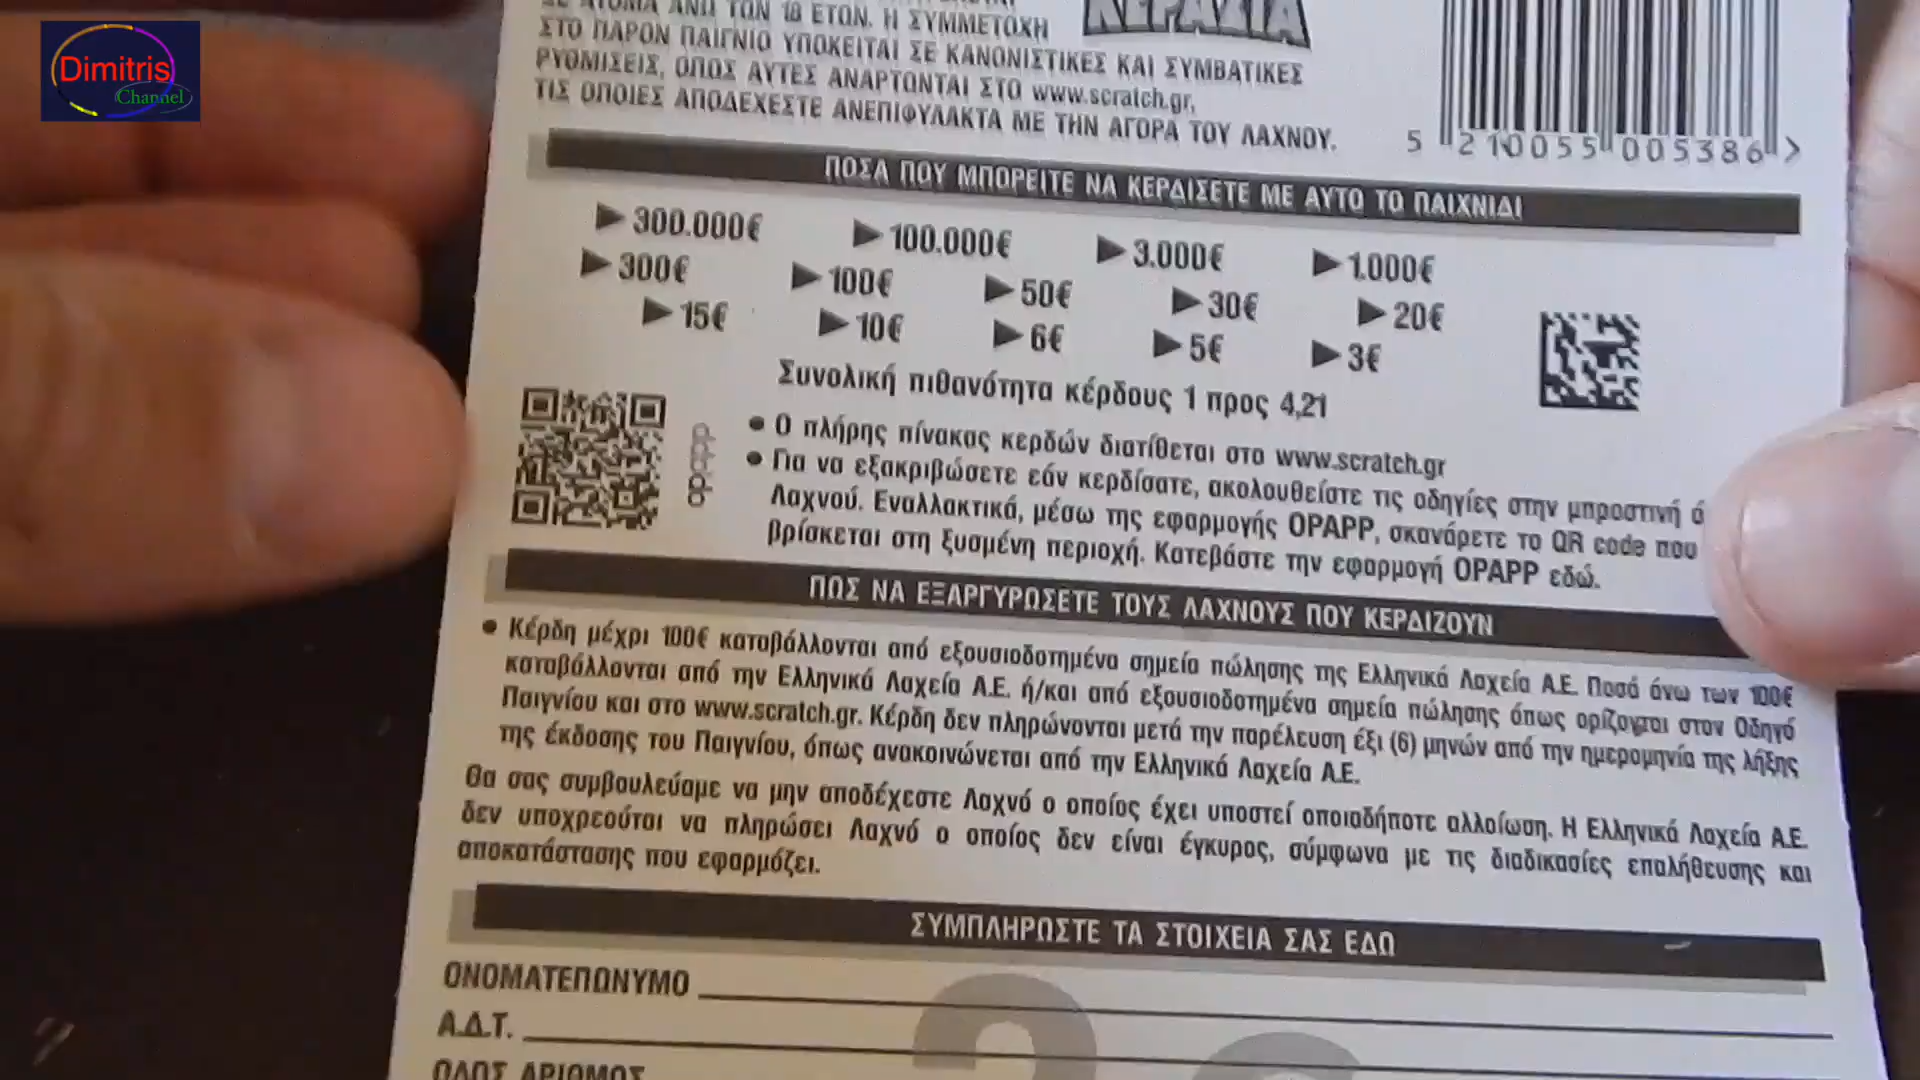 Dimitris
Channel
ΣΕ ΑΤΟΜΑ ΑΝΩ ΤΩΝ 18 ΕΤΩΝ. Η ΣΥΜΜΕΤΟΧΗ
ΣΤΟ ΠΑΡΟΝ ΠΑΙΓΝΙΟ ΥΠΟΚΕΙΤΑΙ ΣΕ ΚΑΝΟΝΙΣΤΙΚΕΣ ΚΑΙ ΣΥΜΒΑΤΙΚΕΣ
ΡΥΘΜΙΣΕΙΣ, ΟΠΩΣ ΑΥΤΕΣ ΑΝΑΡΤΩΝΤΑΙ ΣΤΟ www.scratch.gr,
ΤΙΣ ΟΠΟΙΕΣ ΑΠΟΔΕΧΕΣΤΕ ΑΝΕΠΙΦΥΛΑΚΤΑ ΜΕ ΤΗΝ ΑΓΟΡΑ ΤΟΥ ΛΑΧΝΟΥ.
ΚΕΡΑΣΙΑ
5 210055 005386 >
ΠΟΣΑ ΠΟΥ ΜΠΟΡΕΙΤΕ ΝΑ ΚΕΡΔΙΣΕΤΕ ΜΕ ΑΥΤΟ ΤΟ ΠΑΙΧΝΙΔΙ
►300.000€ ►100.000€ ►3.000€ ►1.000€
►300€ ►100€ ►50€ ►30€ ►20€
►15€ ►10€ ►6€ ►5€ ►3€
Συνολική πιθανότητα κέρδους 1 προς 4,21
• Ο πλήρης πίνακας κερδών διατίθεται στο www.scratch.gr
• Για να εξακριβώσετε εάν κερδίσατε, ακολουθείστε τις οδηγίες στην μπροστινή ό
Λαχνού. Εναλλακτικά, μέσω της εφαρμογής OPAPP, σκανάρετε το QR code που
βρίσκεται στη ξυσμένη περιοχή. Κατεβάστε την εφαρμογή OPAPP εδώ.
ΠΩΣ ΝΑ ΕΞΑΡΓΥΡΩΣΕΤΕ ΤΟΥΣ ΛΑΧΝΟΥΣ ΠΟΥ ΚΕΡΔΙΖΟΥΝ
• Κέρδη μέχρι 100€ καταβάλλονται από εξουσιοδοτημένα σημεία πώλησης της Ελληνικά Λαχεία Α.Ε. Ποσά άνω των 100€
καταβάλλονται από την Ελληνικά Λαχεία Α.Ε. ή/και από εξουσιοδοτημένα σημεία πώλησης όπως ορίζονται στον Οδηγό
Παιγνίου και στο www.scratch.gr. Κέρδη δεν πληρώνονται μετά την παρέλευση έξι (6) μηνών από την ημερομηνία της λήξης
της έκδοσης του Παιγνίου, όπως ανακοινώνεται από την Ελληνικά Λαχεία Α.Ε.
Θα σας συμβουλεύαμε να μην αποδέχεστε Λαχνό ο οποίος έχει υποστεί οποιαδήποτε αλλοίωση. Η Ελληνικά Λαχεία Α.Ε.
δεν υποχρεούται να πληρώσει Λαχνό ο οποίος δεν είναι έγκυρος, σύμφωνα με τις διαδικασίες επαλήθευσης και
αποκατάστασης που εφαρμόζει.
ΣΥΜΠΛΗΡΩΣΤΕ ΤΑ ΣΤΟΙΧΕΙΑ ΣΑΣ ΕΔΩ
ΟΝΟΜΑΤΕΠΩΝΥΜΟ
Α.Δ.Τ.
ΟΔΟΣ ΑΡΙΘΜΟΣ